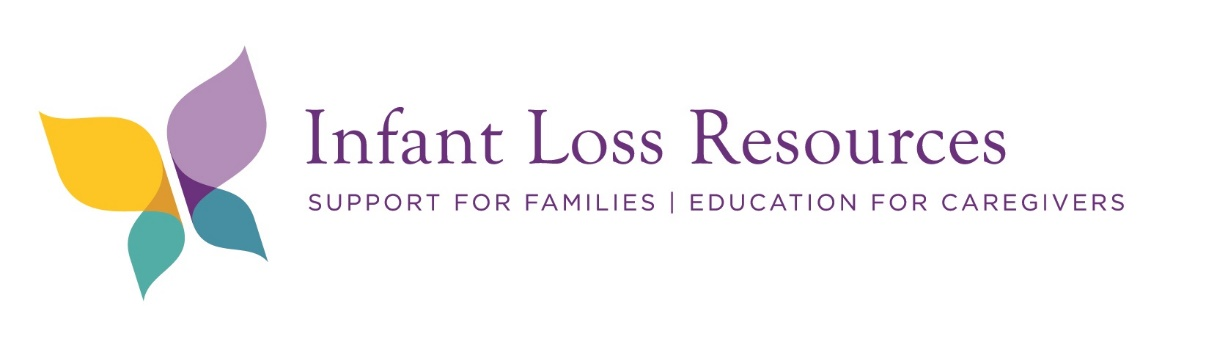 Infant Loss Resources
SUPPORT FOR FAMILIES | EDUCATION FOR CAREGIVERS